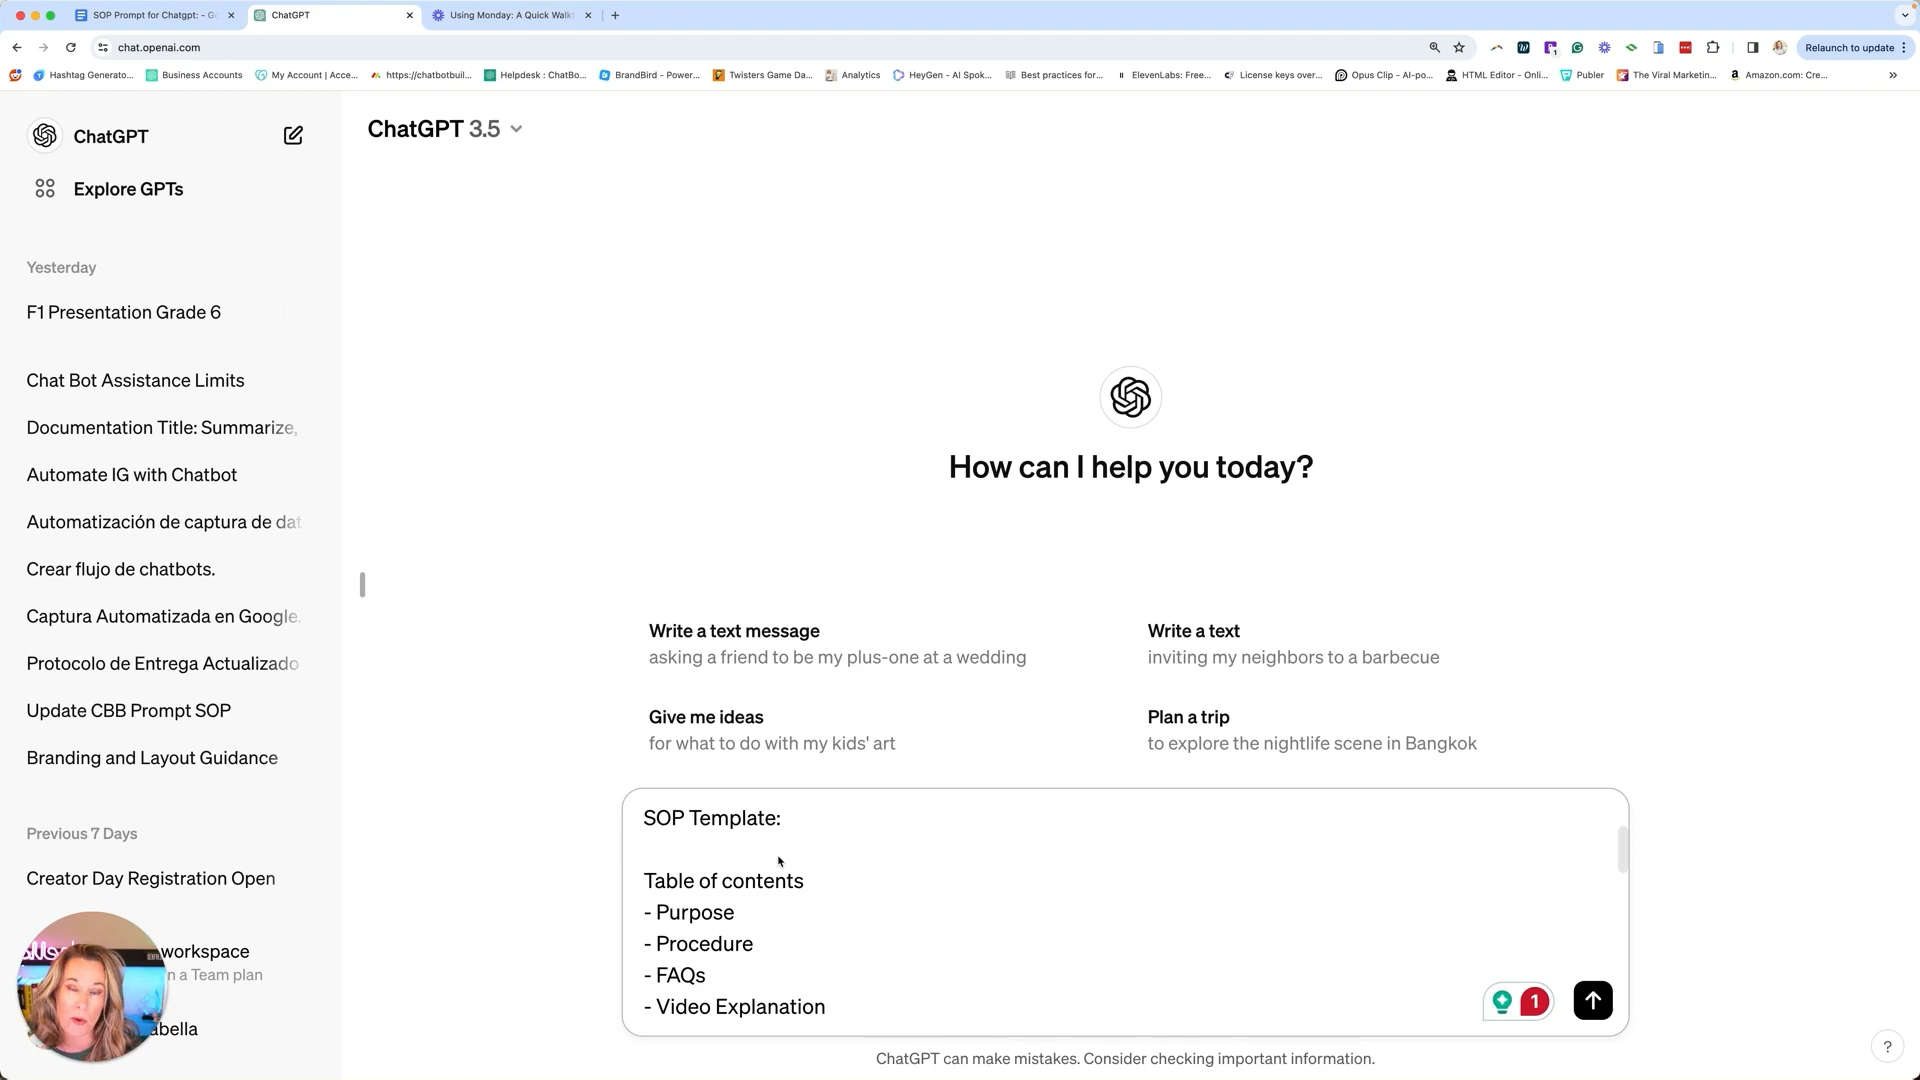 SOP Prompt for Chatgpt: - Go
ChatGPT
Using Monday: A Quick Walkt
chat.openai.com
Relaunch to update
Hashtag Generato...
Business Accounts
My Account | Acce...
https://chatbotbuil...
Helpdesk : ChatBo...
BrandBird - Power...
Twisters Game Da...
Analytics
HeyGen - AI Spok...
Best practices for...
ElevenLabs: Free...
License keys over...
Opus Clip - AI-po...
HTML Editor - Onli...
Publer
The Viral Marketin...
Amazon.com: Cre...
ChatGPT
Explore GPTs
Yesterday
F1 Presentation Grade 6
Chat Bot Assistance Limits
Documentation Title: Summarize,
Automate IG with Chatbot
Automatización de captura de dat
Crear flujo de chatbots.
Captura Automatizada en Google.
Protocolo de Entrega Actualizado
Update CBB Prompt SOP
Branding and Layout Guidance
Previous 7 Days
Creator Day Registration Open
workspace
n a Team plan
abella
ChatGPT 3.5
How can I help you today?
Write a text message
asking a friend to be my plus-one at a wedding
Write a text
inviting my neighbors to a barbecue
Give me ideas
for what to do with my kids' art
Plan a trip
to explore the nightlife scene in Bangkok
SOP Template:
Table of contents
- Purpose
- Procedure
- FAQs
- Video Explanation
1
ChatGPT can make mistakes. Consider checking important information.
?